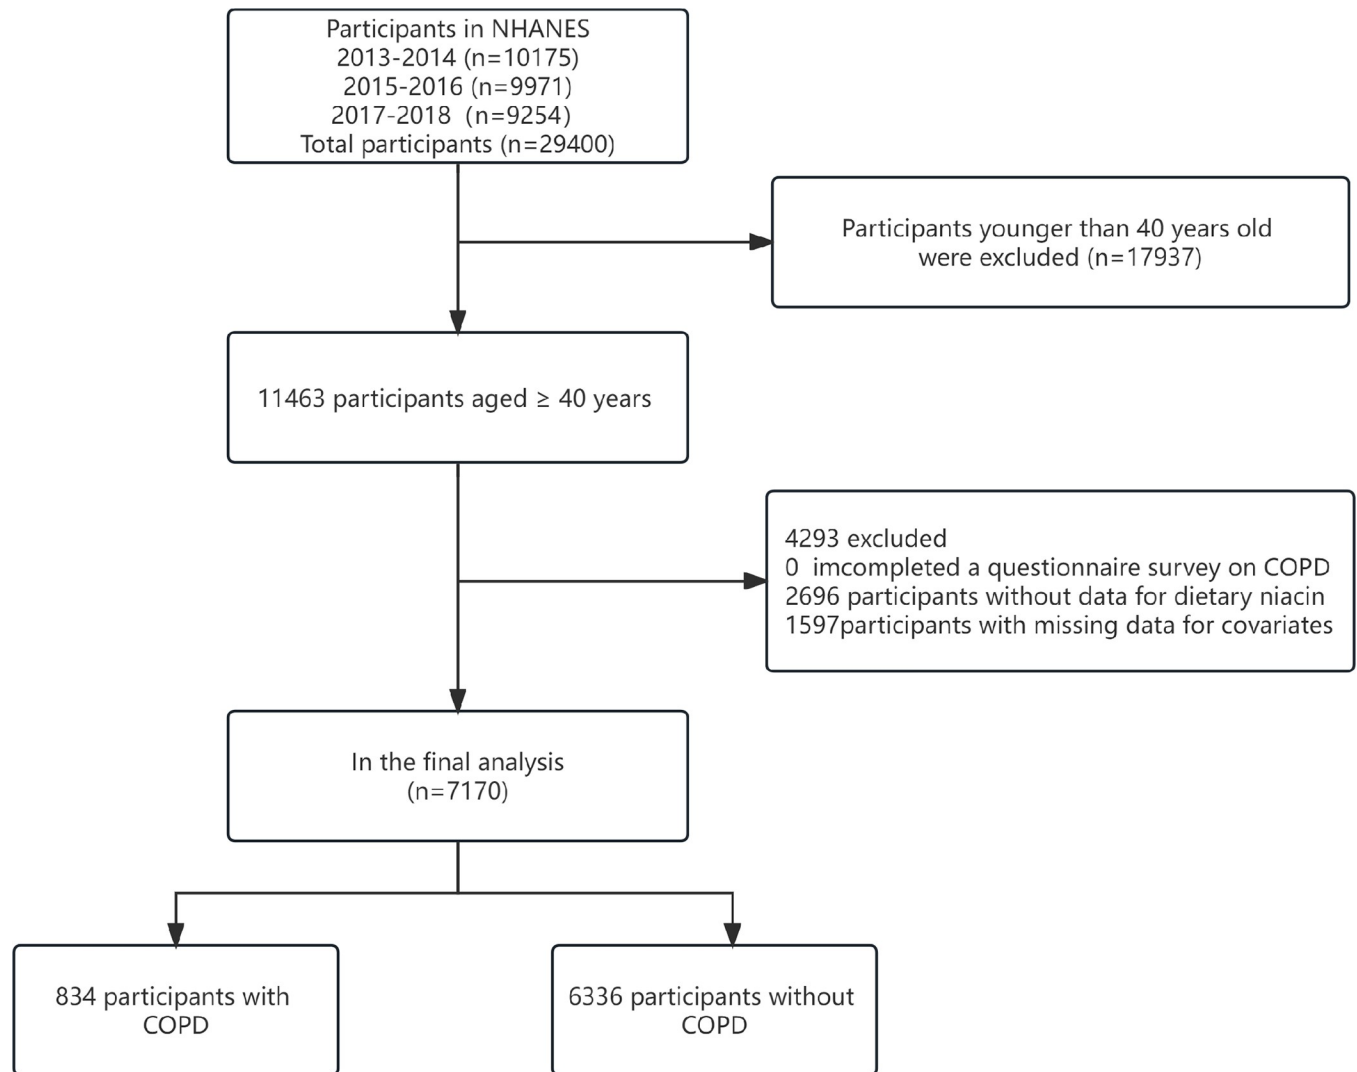 Participants in NHANES
2013-2014 (n=10175)
2015-2016 (n=9971)
2017-2018 (n=9254)
Total participants (n=29400)
Participants younger than 40 years old
were excluded (n=17937)
11463 participants aged ≥ 40 years
4293 excluded
0 imcompleted a questionnaire survey on COPD
2696 participants without data for dietary niacin
1597participants with missing data for covariates
In the final analysis
(n=7170)
834 participants with
COPD
6336 participants without
COPD